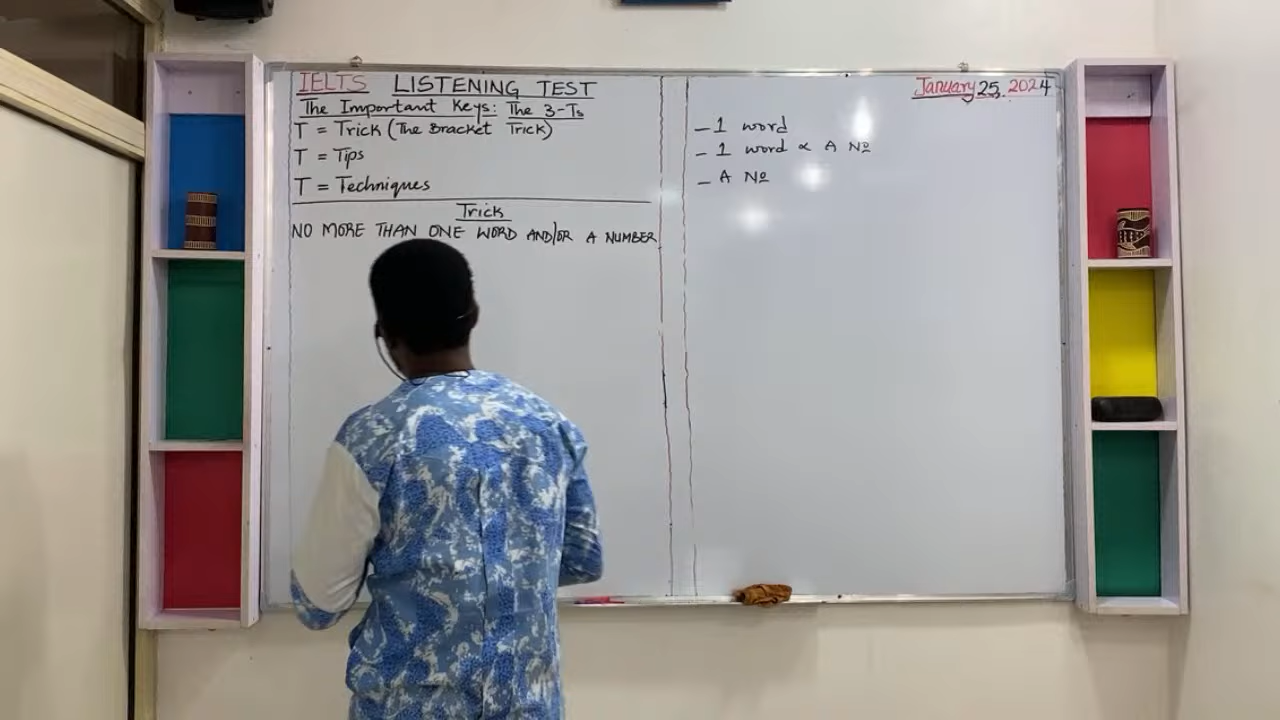 IELTS LISTENING TEST
The Important Keys: The 3-Ts
T = Trick (The Bracket Trick)
T = Tips
T = Techniques
Trick
NO MORE THAN ONE WORD AND/OR A NUMBER
January 25, 2024
- 1 word
- 1 word & A Nº
- A Nº